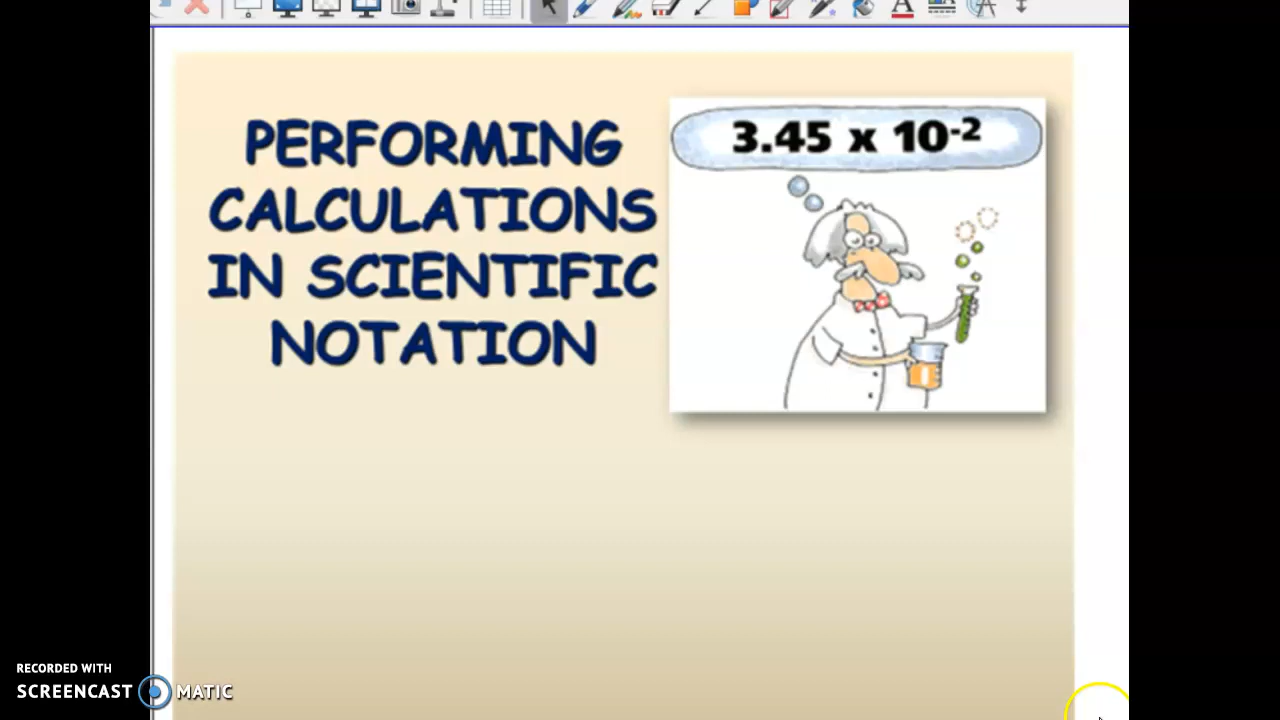 PERFORMING
CALCULATIONS
IN SCIENTIFIC
NOTATION
3.45 x 10⁻²
RECORDED WITH
SCREENCAST MATIC